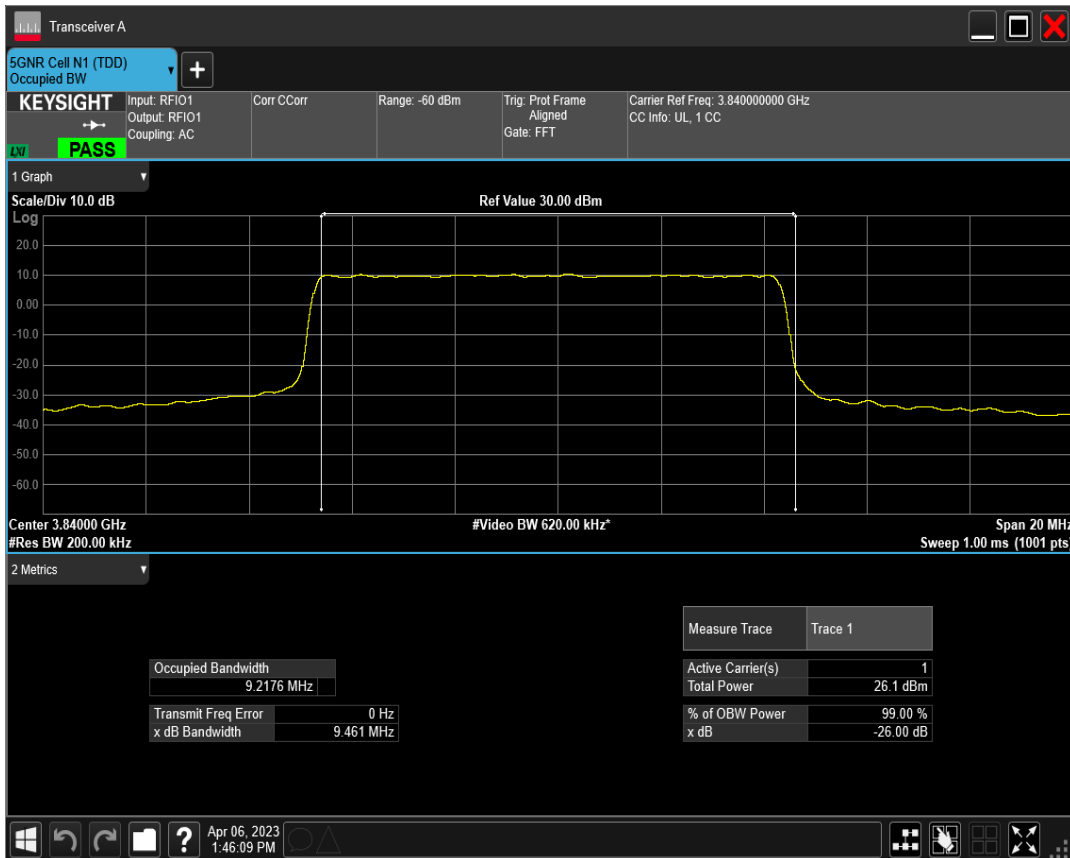 Transceiver A
5GNR Cell N1 (TDD)
Occupied BW
+
KEYSIGHT
LXI
PASS
Input: RFIO1
Output: RFIO1
Coupling: AC
Corr CCorr
Range: -60 dBm
Trig: Prot Frame
Aligned
Gate: FFT
Carrier Ref Freq: 3.840000000 GHz
CC Info: UL, 1 CC
1 Graph
Scale/Div 10.0 dB
Ref Value 30.00 dBm
Log
20.0
10.0
0.00
-10.0
-20.0
-30.0
-40.0
-50.0
-60.0
Center 3.84000 GHz
#Video BW 620.00 kHz*
Span 20 MHz
#Res BW 200.00 kHz
Sweep 1.00 ms (1001 pts)
2 Metrics
Measure Trace Trace 1
Occupied Bandwidth
9.2176 MHz
Active Carrier(s) 1
Total Power 26.1 dBm
Transmit Freq Error 0 Hz
x dB Bandwidth 9.461 MHz
% of OBW Power 99.00 %
x dB -26.00 dB
?
Apr 06, 2023
1:46:09 PM